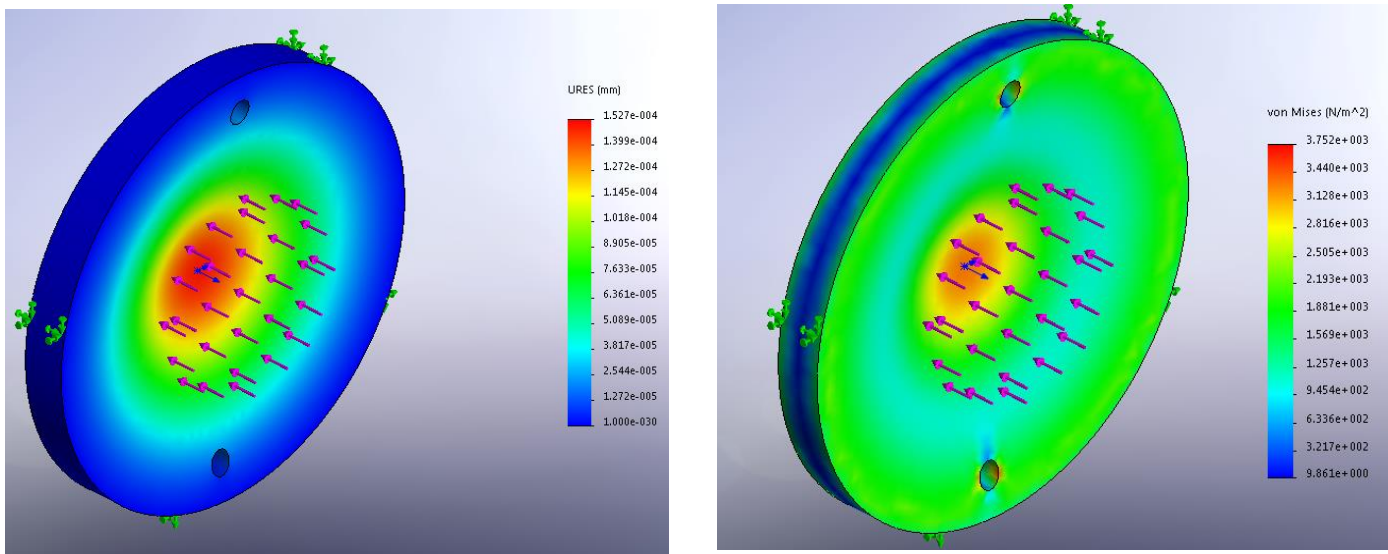 URES (mm)
1.527e-004
1.399e-004
1.272e-004
1.145e-004
1.018e-004
8.905e-005
7.633e-005
6.361e-005
5.089e-005
3.817e-005
2.544e-005
1.272e-005
1.000e-030
von Mises (N/m^2)
3.752e+003
3.440e+003
3.128e+003
2.816e+003
2.505e+003
2.193e+003
1.881e+003
1.569e+003
1.257e+003
9.454e+002
6.336e+002
3.217e+002
9.861e+000